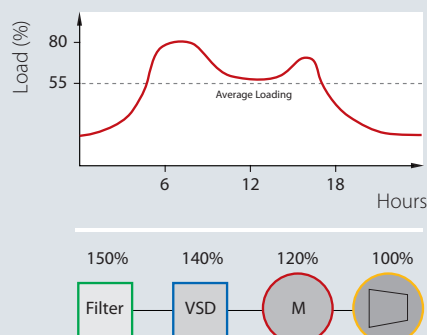 Load (%)
80
55
Average Loading
6 12 18
Hours
150% 140% 120% 100%
Filter VSD M